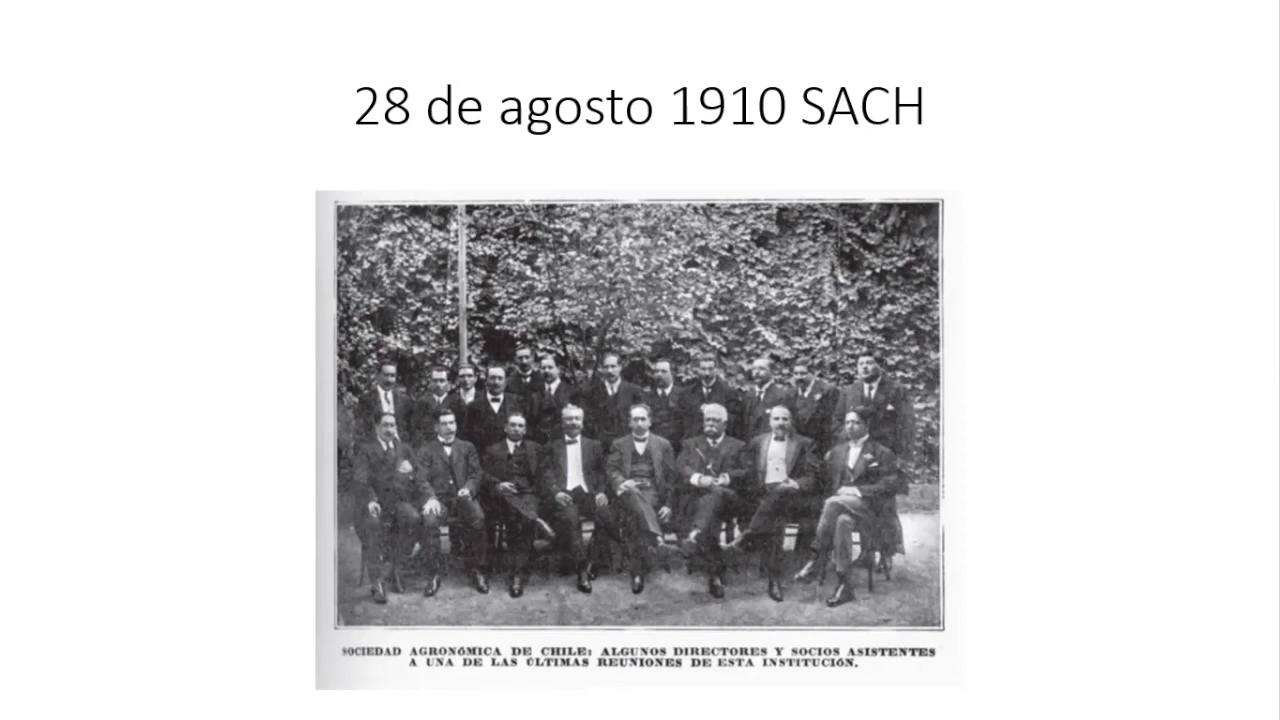 28 de agosto 1910 SACH
SOCIEDAD AGRONÓMICA DE CHILE: ALGUNOS DIRECTORES Y SOCIOS ASISTENTES
A UNA DE LAS ÚLTIMAS REUNIONES DE ESTA INSTITUCIÓN.